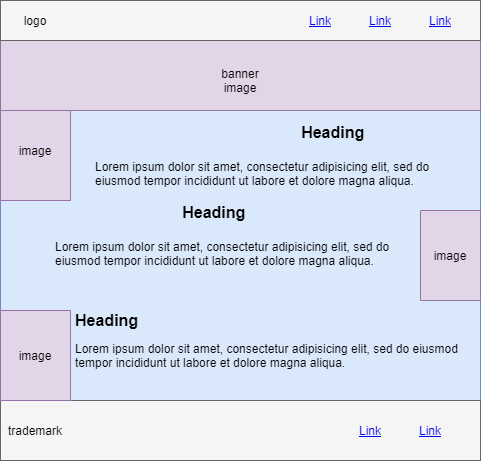 logo
Link Link Link
banner
image
image
Heading
Lorem ipsum dolor sit amet, consectetur adipisicing elit, sed do
eiusmod tempor incididunt ut labore et dolore magna aliqua.
Heading
Lorem ipsum dolor sit amet, consectetur adipisicing elit, sed do
eiusmod tempor incididunt ut labore et dolore magna aliqua.
image
image
Heading
Lorem ipsum dolor sit amet, consectetur adipisicing elit, sed do eiusmod
tempor incididunt ut labore et dolore magna aliqua.
trademark
Link Link